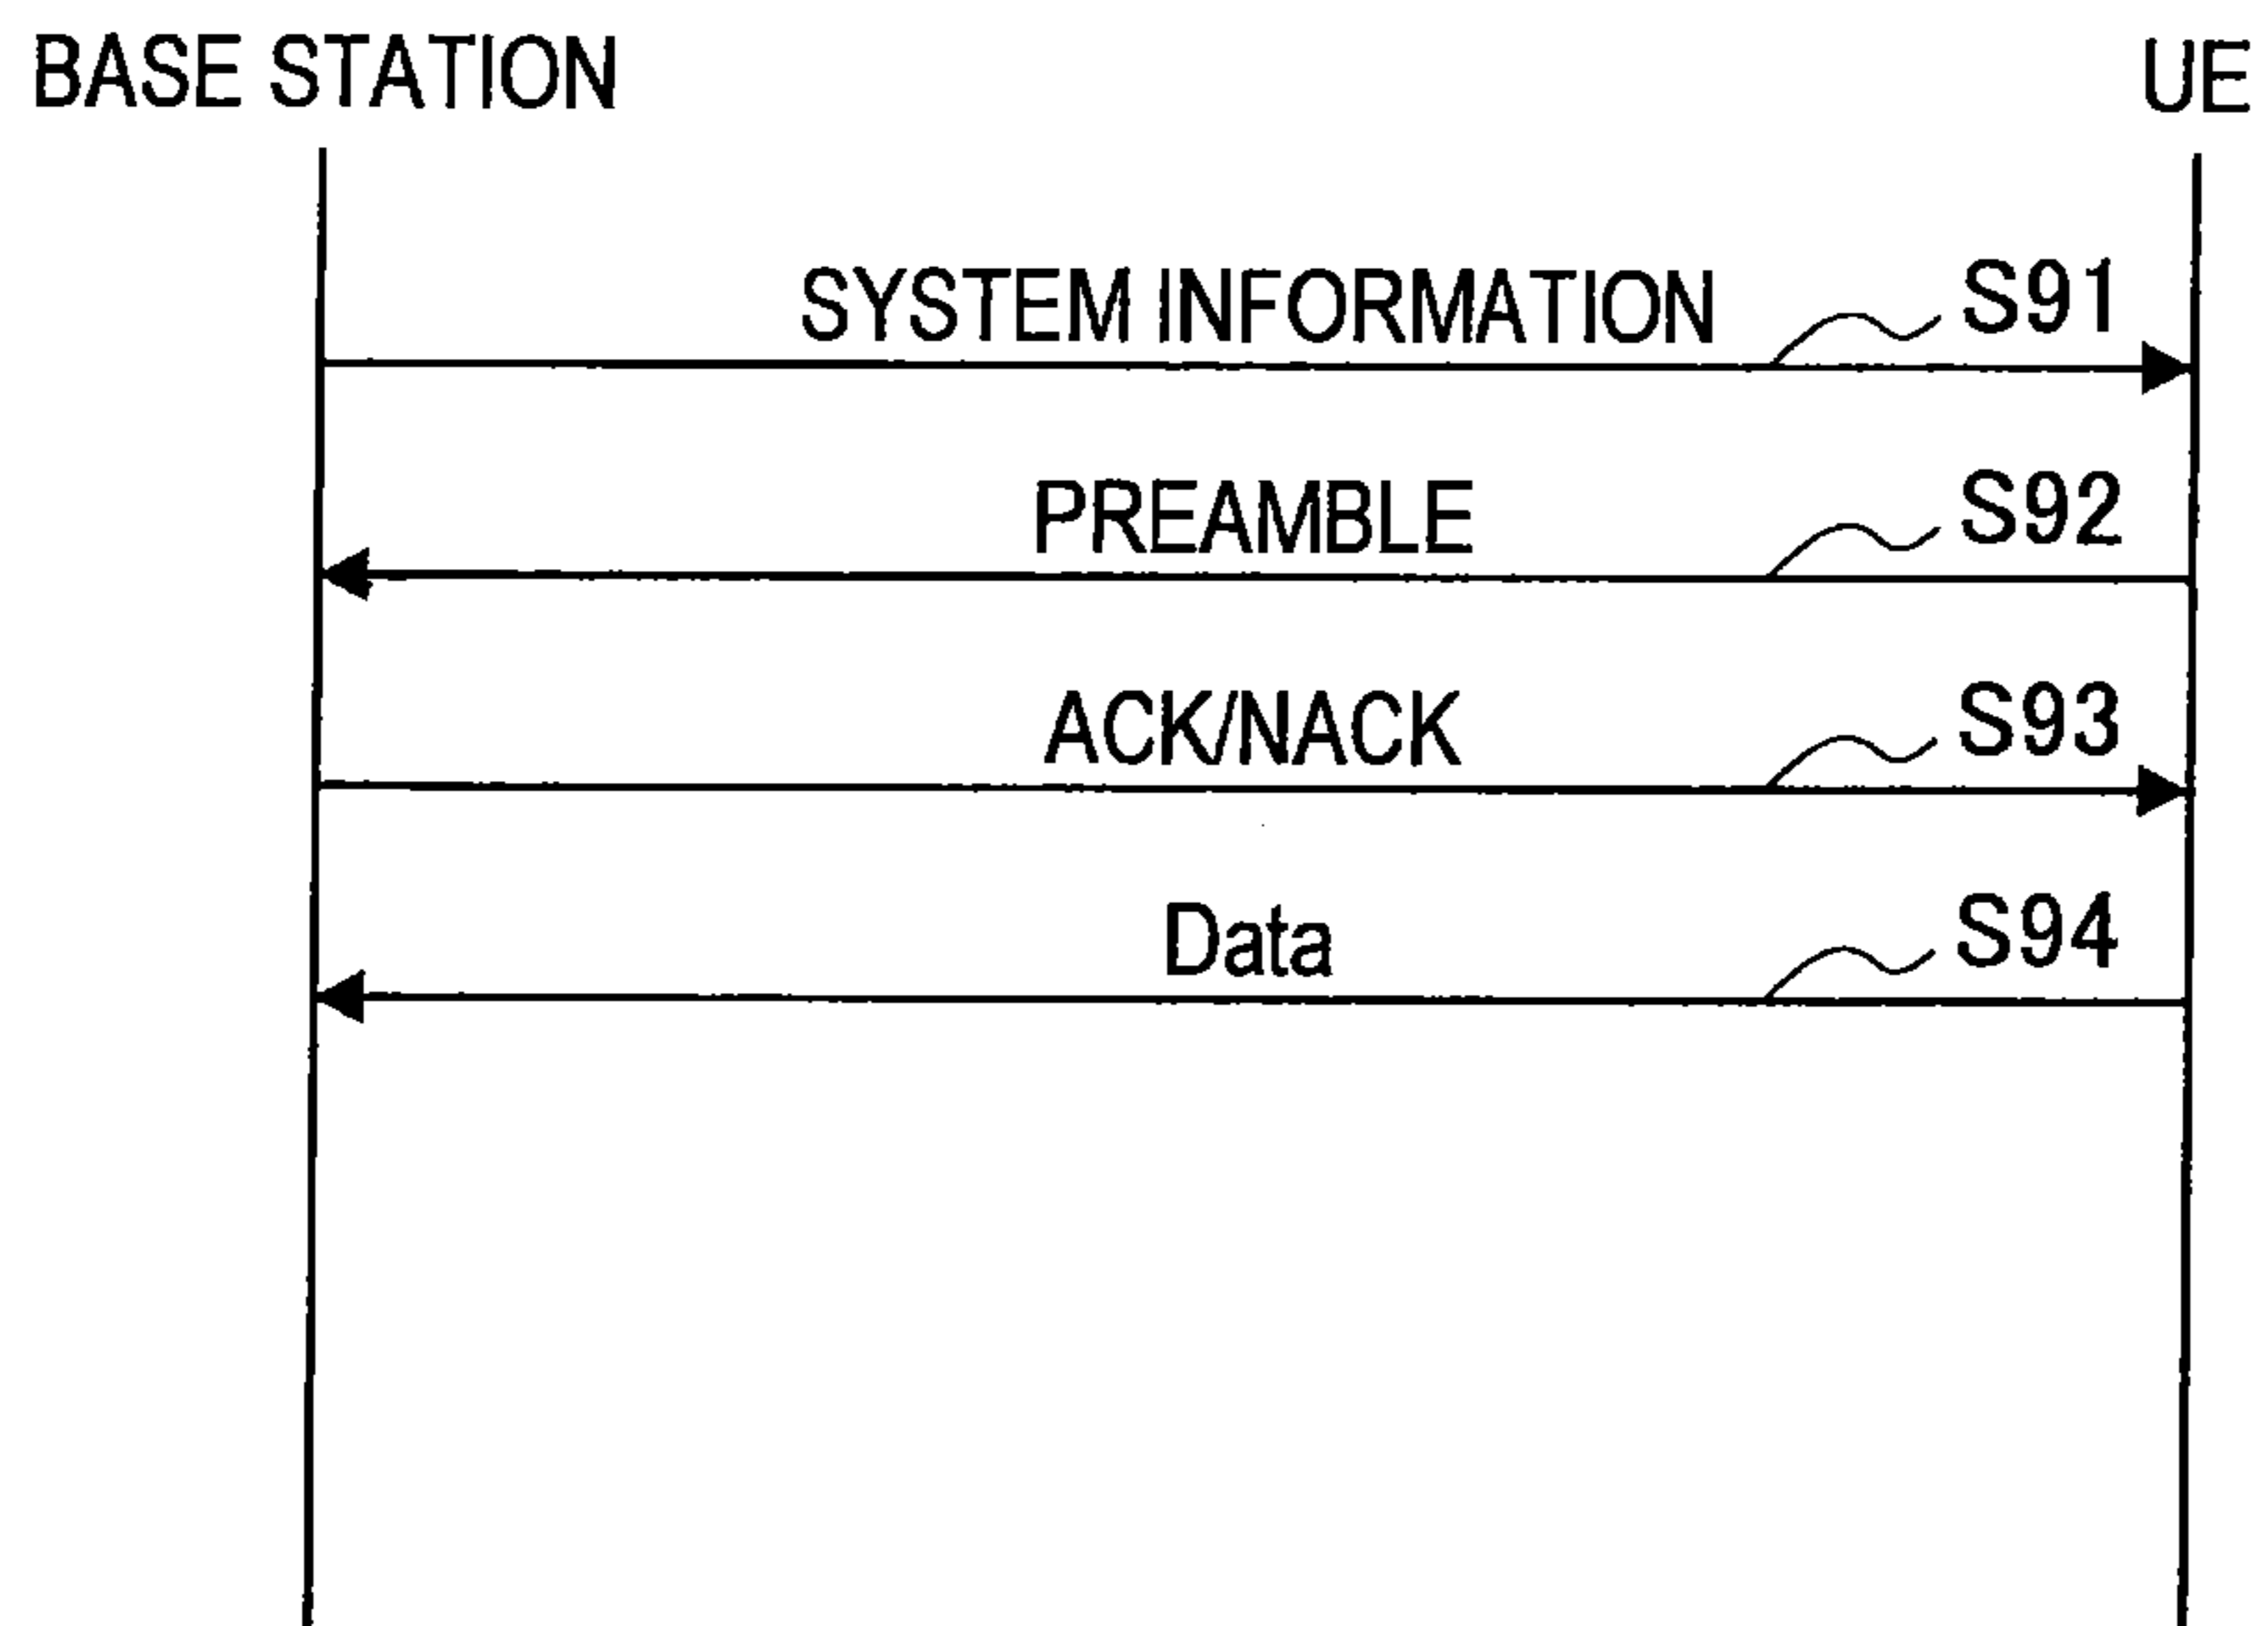 BASE STATION UE
SYSTEM INFORMATION S91
PREAMBLE S92
ACK/NACK S93
Data S94